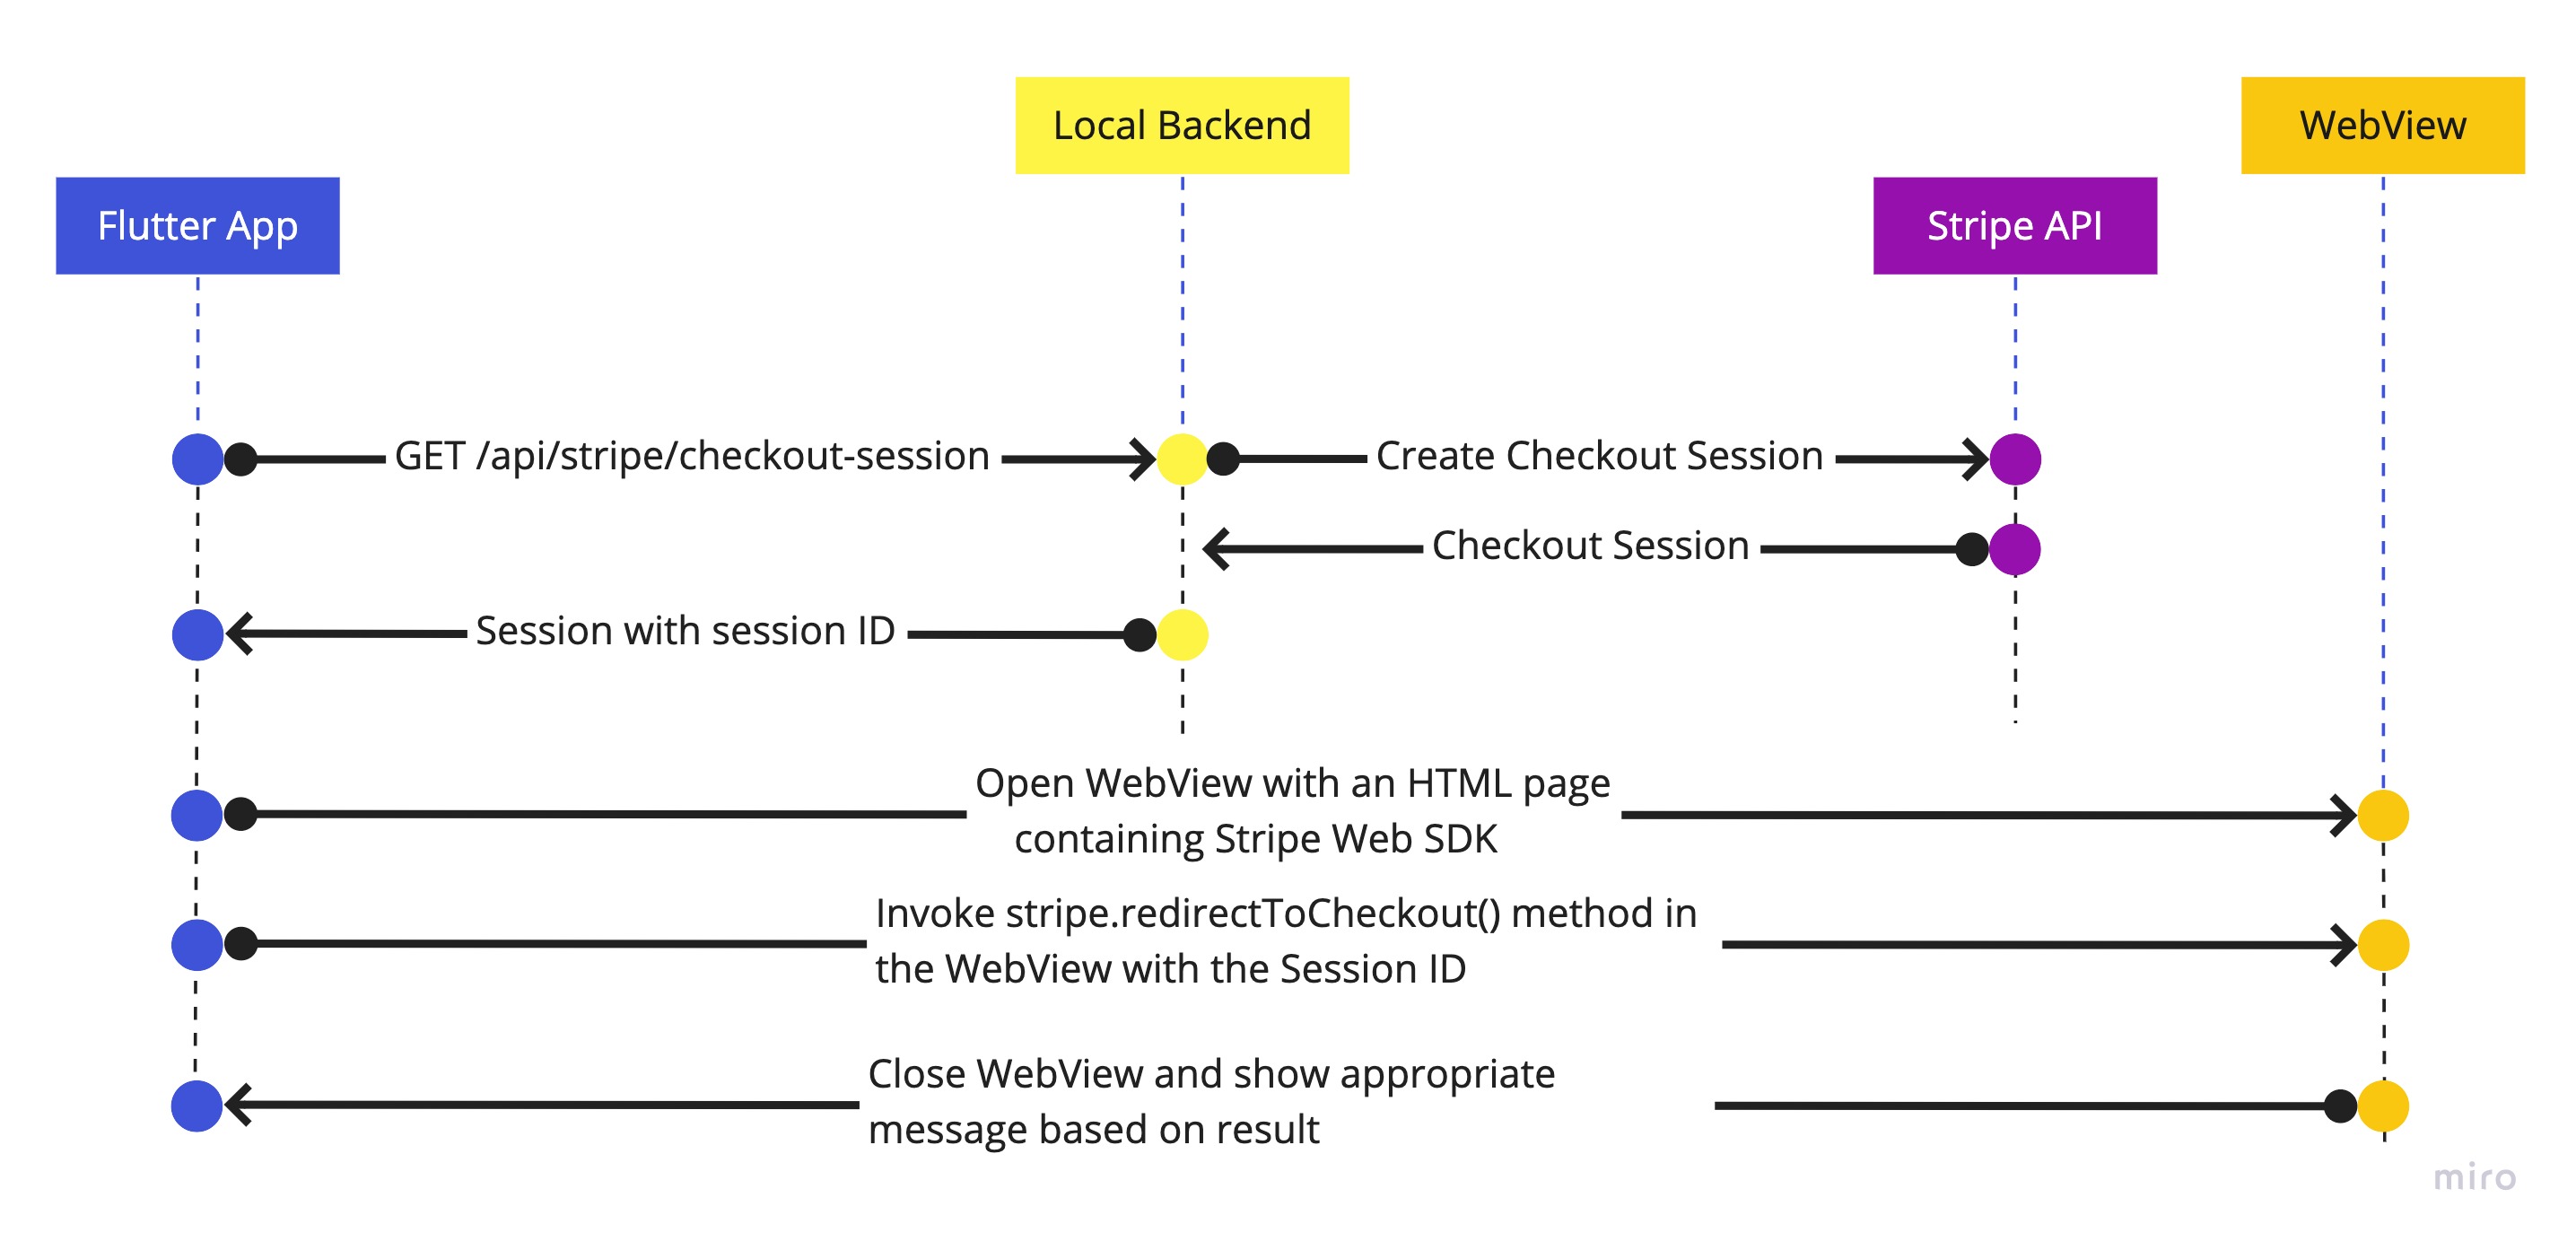 Local Backend
WebView
Flutter App
Stripe API
GET /api/stripe/checkout-session
Create Checkout Session
Checkout Session
Session with session ID
Open WebView with an HTML page
containing Stripe Web SDK
Invoke stripe.redirectToCheckout() method in
the WebView with the Session ID
Close WebView and show appropriate
message based on result
miro